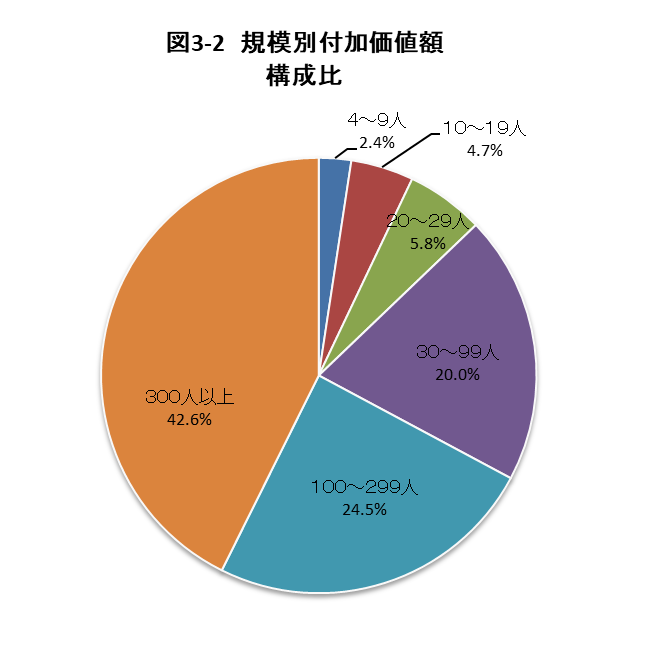 図3-2 規模別付加価値額
構成比
4～9人
2.4%
10～19人
4.7%
20～29人
5.8%
30～99人
20.0%
100～299人
24.5%
300人以上
42.6%